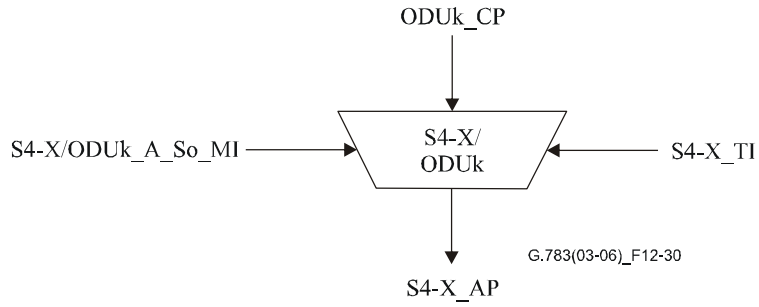 ODUk_CP
S4-X/ODUk_A_So_MI
S4-X/
ODUk
S4-X_TI
G.783(03-06)_F12-30
S4-X_AP